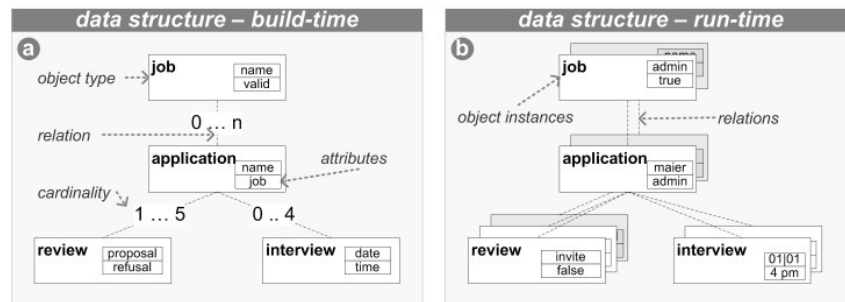 data structure – build-time
a
job
name
valid
object type
0 ... n
relation
application
name
job
attributes
cardinality
1 ... 5
0 .. 4
review
proposal
refusal
interview
date
time
data structure – run-time
b
name
job
admin
true
object instances
relations
application
maier
admin
review
invite
false
interview
01|01
4 pm